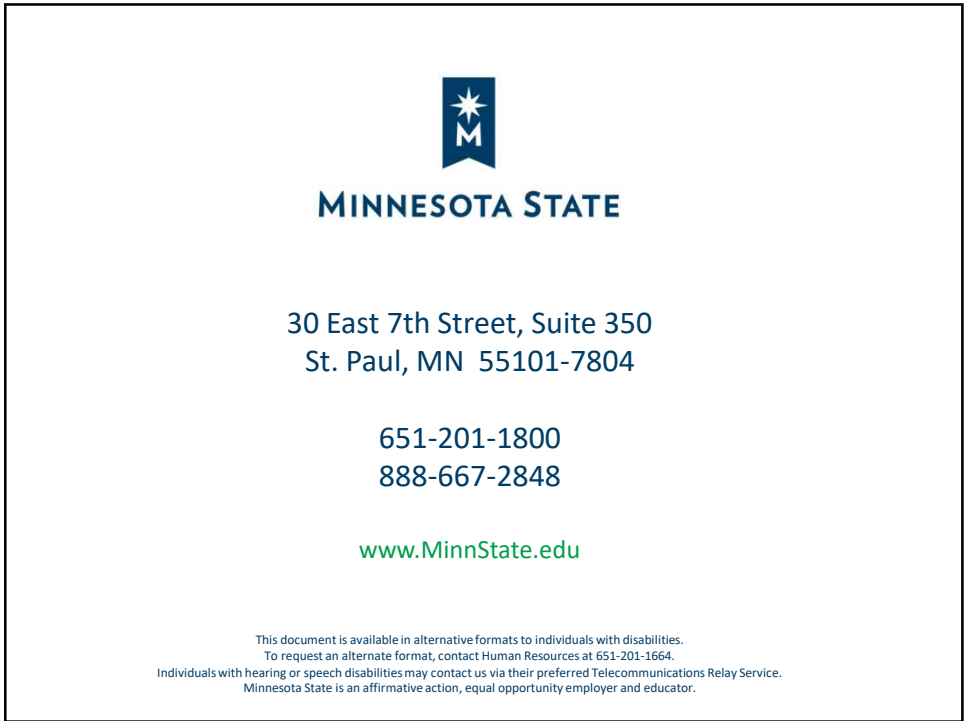 M
MINNESOTA STATE
30 East 7th Street, Suite 350
St. Paul, MN 55101-7804
651-201-1800
888-667-2848
www.MinnState.edu
This document is available in alternative formats to individuals with disabilities.
To request an alternate format, contact Human Resources at 651-201-1664.
Individuals with hearing or speech disabilities may contact us via their preferred Telecommunications Relay Service.
Minnesota State is an affirmative action, equal opportunity employer and educator.